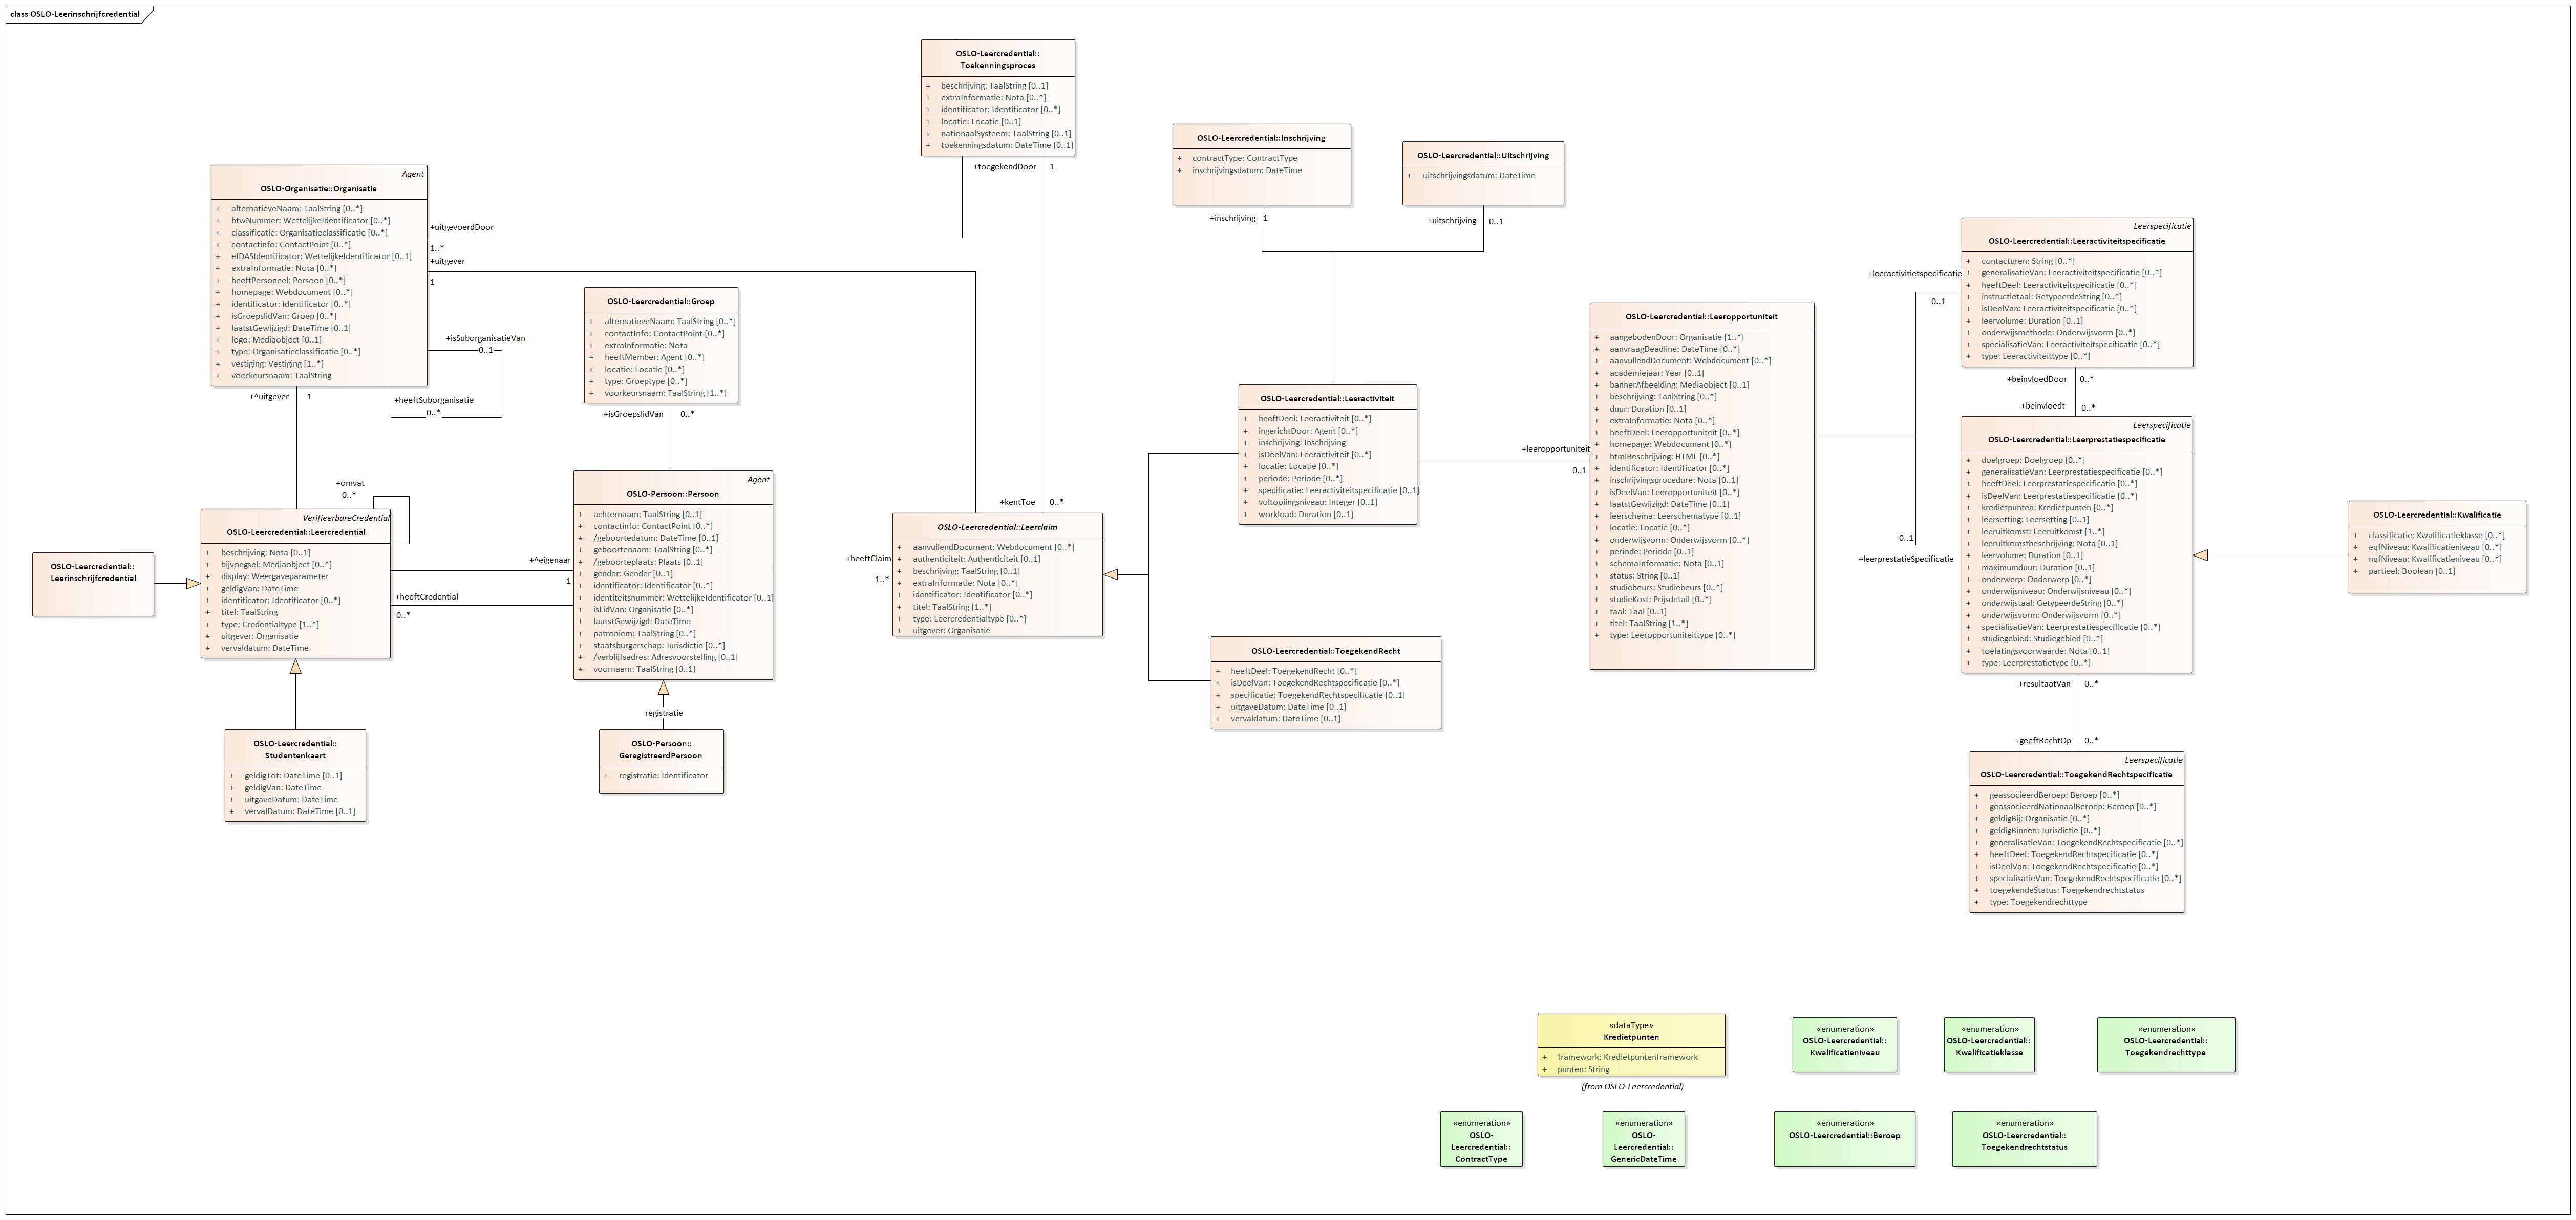 class OSLO-Leerinschrijfcredential
OSLO-Leercredential::
Toekenningsproces
+ beschrijving: TaalString [0..1]
+ extraInformatie: Nota [0..*]
+ identificator: Identificator [0..*]
+ locatie: Locatie [0..1]
+ nationaalSysteem: TaalString [0..1]
+ toekenningsdatum: DateTime [0..1]
+toegekendDoor 1
OSLO-Leercredential::Inschrijving
+ contractType: ContractType
+ inschrijvingsdatum: DateTime
+inschrijving 1
OSLO-Leercredential::Uitschrijving
+ uitschrijvingsdatum: DateTime
+uitschrijving 0..1
Agent
OSLO-Organisatie::Organisatie
+ alternatieveNaam: TaalString [0..*]
+ btwNummer: WettelijkeIdentificator [0..*]
+ classificatie: Organisatieclassificatie [0..*]
+ contactinfo: ContactPoint [0..*]
+ eIDASIdentificator: WettelijkeIdentificator [0..1]
+ extraInformatie: Nota [0..*]
+ heeftPersoneel: Persoon [0..*]
+ homepage: Webdocument [0..*]
+ identificator: Identificator [0..*]
+ isGroepslidVan: Groep [0..*]
+ laatstGewijzigd: DateTime [0..1]
+ logo: Mediaobject [0..1]
+ type: Organisatieclassificatie [0..*]
+ vestiging: Vestiging [1..*]
+ voorkeursnaam: TaalString
+uitgevoerdDoor
1..*
+uitgever
1
+isSuborganisatieVan
0..1
+heeftSuborganisatie
0..*
+^uitgever 1
OSLO-Leercredential::Groep
+ alternatieveNaam: TaalString [0..*]
+ contactInfo: ContactPoint [0..*]
+ extraInformatie: Nota
+ heeftMember: Agent [0..*]
+ locatie: Locatie [0..*]
+ type: Groeptype [0..*]
+ voorkeursnaam: TaalString [1..*]
+isGroepslidVan 0..*
+omvat
0..*
VerifieerbareCredential
OSLO-Leercredential::Leercredential
+ beschrijving: Nota [0..1]
+ bijvoegsel: Mediaobject [0..*]
+ display: Weergaveparameter
+ geldigVan: DateTime
+ identificator: Identificator [0..*]
+ titel: TaalString
+ type: Credentialtype [1..*]
+ uitgever: Organisatie
+ vervaldatum: DateTime
OSLO-Leercredential::
Leerinschrijfcredential
+^eigenaar
1
+heeftCredential
0..*
OSLO-Leercredential::
Studentenkaart
+ geldigTot: DateTime [0..1]
+ geldigVan: DateTime
+ uitgaveDatum: DateTime
+ vervalDatum: DateTime [0..1]
Agent
OSLO-Persoon::Persoon
+ achternaam: TaalString [0..1]
+ contactinfo: ContactPoint [0..*]
+ /geboortedatum: DateTime [0..1]
+ geboortenaam: TaalString [0..*]
+ /geboorteplaats: Plaats [0..1]
+ gender: Gender [0..1]
+ identificator: Identificator [0..*]
+ identiteitsnummer: WettelijkeIdentificator [0..1]
+ isLidVan: Organisatie [0..*]
+ laatstGewijzigd: DateTime
+ patroniem: TaalString [0..*]
+ staatsburgerschap: Jurisdictie [0..*]
+ /verblijfsadres: Adresvoorstelling [0..1]
+ voornaam: TaalString [0..1]
registratie
OSLO-Persoon::
GeregistreerdPersoon
+ registratie: Identificator
+heeftClaim
1..*
+kentToe 0..*
OSLO-Leercredential::Leerclaim
+ aanvullendDocument: Webdocument [0..*]
+ authenticiteit: Authenticiteit [0..1]
+ beschrijving: TaalString [0..1]
+ extraInformatie: Nota [0..*]
+ identificator: Identificator [0..*]
+ titel: TaalString [1..*]
+ type: Leercredentialtype [0..*]
+ uitgever: Organisatie
OSLO-Leercredential::Leeractiviteit
+ heeftDeel: Leeractiviteit [0..*]
+ ingerichtDoor: Agent [0..*]
+ inschrijving: Inschrijving
+ isDeelVan: Leeractiviteit [0..*]
+ locatie: Locatie [0..*]
+ periode: Periode [0..*]
+ specificatie: Leeractiviteitspecificatie [0..1]
+ voltooiingsniveau: Integer [0..1]
+ workload: Duration [0..1]
+leeropportuniteit
0..1
OSLO-Leercredential::ToegekendRecht
+ heeftDeel: ToegekendRecht [0..*]
+ isDeelVan: ToegekendRechtspecificatie [0..*]
+ specificatie: ToegekendRechtspecificatie [0..1]
+ uitgaveDatum: DateTime [0..1]
+ vervaldatum: DateTime [0..1]
OSLO-Leercredential::Leeropportuniteit
+ aangebodenDoor: Organisatie [1..*]
+ aanvraagDeadline: DateTime [0..*]
+ aanvullendDocument: Webdocument [0..*]
+ academiejaar: Year [0..1]
+ bannerAfbeelding: Mediaobject [0..1]
+ beschrijving: TaalString [0..*]
+ duur: Duration [0..1]
+ extraInformatie: Nota [0..*]
+ heeftDeel: Leeropportuniteit [0..*]
+ homepage: Webdocument [0..*]
+ htmlBeschrijving: HTML [0..*]
+ identificator: Identificator [0..*]
+ inschrijvingsprocedure: Nota [0..1]
+ isDeelVan: Leeropportuniteit [0..*]
+ laatstGewijzigd: DateTime [0..1]
+ leerschema: Leerschematype [0..1]
+ locatie: Locatie [0..*]
+ onderwijsvorm: Onderwijsvorm [0..*]
+ periode: Periode [0..1]
+ schemaInformatie: Nota [0..1]
+ status: String [0..1]
+ studiebeurs: Studiebeurs [0..*]
+ studieKost: Prijsdetail [0..*]
+ taal: Taal [0..1]
+ titel: TaalString [1..*]
+ type: Leeropportuniteittype [0..*]
+leeractivitietspecificatie
0..1
0..1
+leerprestatieSpecificatie
Leerspecificatie
OSLO-Leercredential::Leeractiviteitspecificatie
+ contacturen: String [0..*]
+ generalisatieVan: Leeractiviteitspecificatie [0..*]
+ heeftDeel: Leeractiviteitspecificatie [0..*]
+ instructietaal: GetypeerdeString [0..*]
+ isDeelVan: Leeractiviteitspecificatie [0..*]
+ leervolume: Duration [0..1]
+ onderwijsmethode: Onderwijsvorm [0..*]
+ specialisatieVan: Leeractiviteitspecificatie [0..*]
+ type: Leeractiviteittype [0..*]
+beinvloedDoor 0..*
+beinvloedt 0..*
Leerspecificatie
OSLO-Leercredential::Leerprestatiespecificatie
+ doelgroep: Doelgroep [0..*]
+ generalisatieVan: Leerprestatiespecificatie [0..*]
+ heeftDeel: Leerprestatiespecificatie [0..*]
+ isDeelVan: Leerprestatiespecificatie [0..*]
+ kredietpunten: Kredietpunten [0..*]
+ leersetting: Leersetting [0..1]
+ leeruitkomst: Leeruitkomst [1..*]
+ leeruitkomstbeschrijving: Nota [0..1]
+ leervolume: Duration [0..1]
+ maximumduur: Duration [0..1]
+ onderwerp: Onderwerp [0..*]
+ onderwijsniveau: Onderwijsniveau [0..*]
+ onderwijstaal: GetypeerdeString [0..*]
+ onderwijsvorm: Onderwijsvorm [0..*]
+ specialisatieVan: Leerprestatiespecificatie [0..*]
+ studiegebied: Studiegebied [0..*]
+ toelatingsvoorwaarde: Nota [0..1]
+ type: Leerprestatietype [0..*]
+resultaatVan 0..*
+geeftRechtOp 0..*
OSLO-Leercredential::Kwalificatie
+ classificatie: Kwalificatieklasse [0..*]
+ eqfNiveau: Kwalificatieniveau [0..*]
+ nqfNiveau: Kwalificatieniveau [0..*]
+ partieel: Boolean [0..1]
Leerspecificatie
OSLO-Leercredential::ToegekendRechtspecificatie
+ geassocieerdBeroep: Beroep [0..*]
+ geassocieerdNationaalBeroep: Beroep [0..*]
+ geldigBij: Organisatie [0..*]
+ geldigBinnen: Jurisdictie [0..*]
+ generalisatieVan: ToegekendRechtspecificatie [0..*]
+ heeftDeel: ToegekendRechtspecificatie [0..*]
+ isDeelVan: ToegekendRechtspecificatie [0..*]
+ specialisatieVan: ToegekendRechtspecificatie [0..*]
+ toegekendeStatus: Toegekendrechtstatus
+ type: Toegekendrechttype
«dataType»
Kredietpunten
+ framework: Kredietpuntenframework
+ punten: String
(from OSLO-Leercredential)
«enumeration»
OSLO-Leercredential::
Kwalificatieniveau
«enumeration»
OSLO-Leercredential::
Kwalificatieklasse
«enumeration»
OSLO-Leercredential::
Toegekendrechttype
«enumeration»
OSLO-
Leercredential::
ContractType
«enumeration»
OSLO-
Leercredential::
GenericDateTime
«enumeration»
OSLO-Leercredential::Beroep
«enumeration»
OSLO-Leercredential::
Toegekendrechtstatus